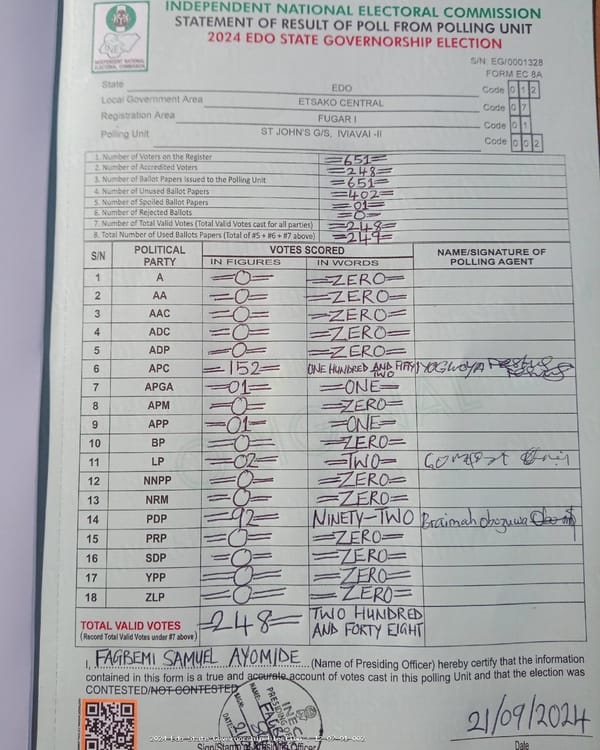 INDEPENDENT NATIONAL ELECTORAL COMMISSION
STATEMENT OF RESULT OF POLL FROM POLLING UNIT
2024 EDO STATE GOVERNORSHIP ELECTION
INDEPENDENT NATIONAL ELECTORAL COMMISSION
S/N: EG/0001328
FORM EC 8A
State EDO Code 0 1 2
Local Government Area ETSAKO CENTRAL Code 0 7
Registration Area FUGAR I Code 0 1
Polling Unit ST JOHN'S G/S, IVIAVAI -II Code 0 0 2
1. Number of Voters on the Register =651=
2. Number of Accredited Voters =248=
3. Number of Ballot Papers Issued to the Polling Unit =651=
4. Number of Unused Ballot Papers =402=
5. Number of Spoiled Ballot Papers =01=
6. Number of Rejected Ballots =0=
7. Number of Total Valid Votes (Total Valid Votes cast for all parties) =248=
8. Total Number of Used Ballots Papers (Total of #5 + #6 + #7 above) =249=
S/N POLITICAL PARTY VOTES SCORED NAME/SIGNATURE OF POLLING AGENT
IN FIGURES IN WORDS
1 A =0= =ZERO=
2 AA =0= =ZERO=
3 AAC =0= =ZERO=
4 ADC =0= =ZERO=
5 ADP =0= =ZERO=
6 APC =152= ONE HUNDRED AND FIFTY TWO
7 APGA =01= =ONE=
8 APM =0= =ZERO=
9 APP =01= =ONE=
10 BP =0= =ZERO=
11 LP =02= =TWO=
12 NNPP =0= =ZERO=
13 NRM =0= =ZERO=
14 PDP =92= NINETY-TWO Braimah Obozuwa
15 PRP =0= =ZERO=
16 SDP =0= =ZERO=
17 YPP =0= =ZERO=
18 ZLP =0= =ZERO=
TOTAL VALID VOTES =248= TWO HUNDRED
(Record Total Valid Votes under #7 above) AND FORTY EIGHT
I, FAGBEMI SAMUEL AYOMIDE (Name of Presiding Officer) hereby certify that the information
contained in this form is a true and accurate account of votes cast in this polling Unit and that the election was
CONTESTED/NOT CONTESTED
21/09/2024
Date